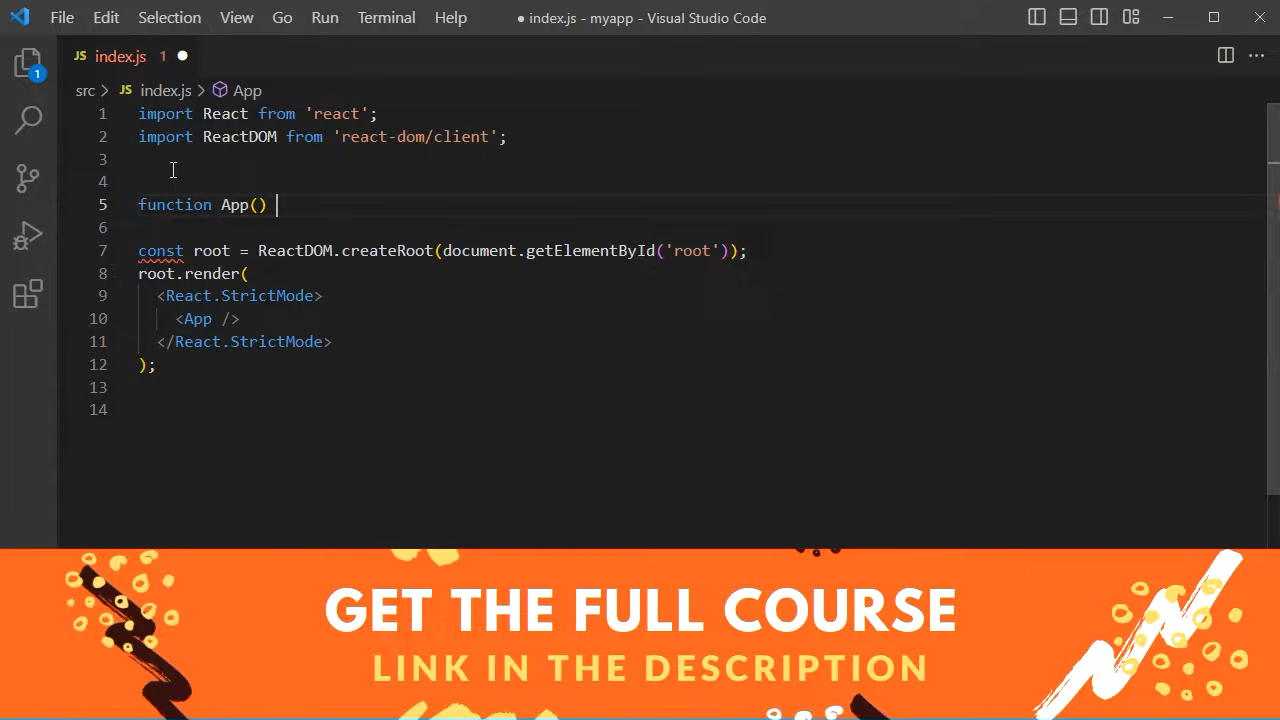 File Edit Selection View Go Run Terminal Help ● index.js - myapp - Visual Studio Code
JS index.js 1 ●
1
src > JS index.js > App
1 import React from 'react';
2 import ReactDOM from 'react-dom/client';
3
4
5 function App()
6
7 const root = ReactDOM.createRoot(document.getElementById('root'));
8 root.render(
9 <React.StrictMode>
10 <App />
11 </React.StrictMode>
12 );
13
14
GET THE FULL COURSE
LINK IN THE DESCRIPTION